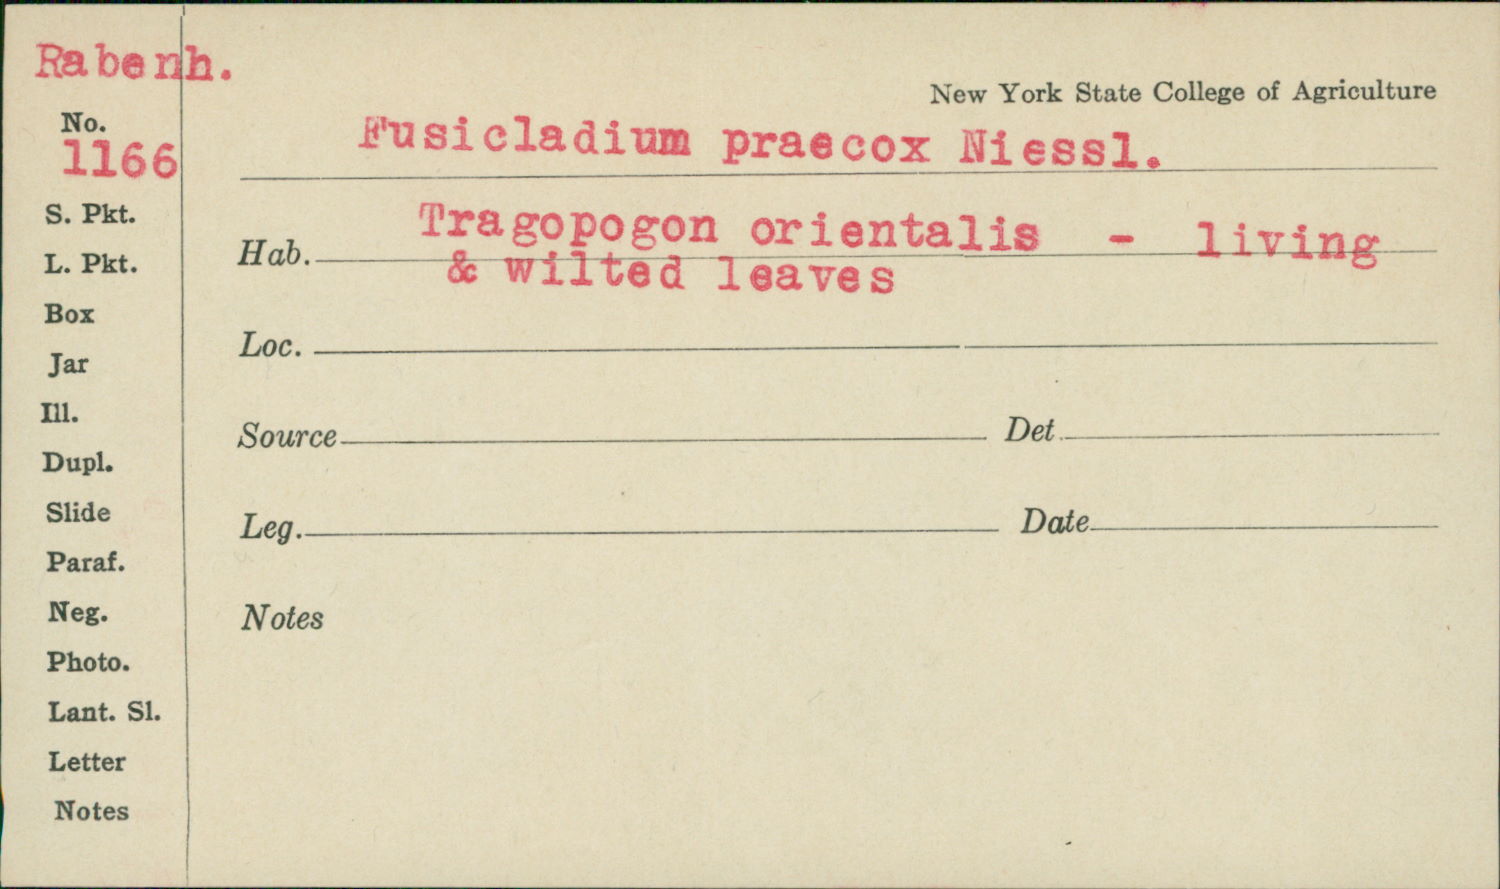 Rabenh.
New York State College of Agriculture
No.
1166
Fusicladium praecox Niessl.
S. Pkt.
Hab. Tragopogon orientalis - living
& wilted leaves
L. Pkt.
Box
Loc.
Jar
Ill.
Source Det.
Dupl.
Slide
Leg. Date
Paraf.
Neg.
Notes
Photo.
Lant. Sl.
Letter
Notes